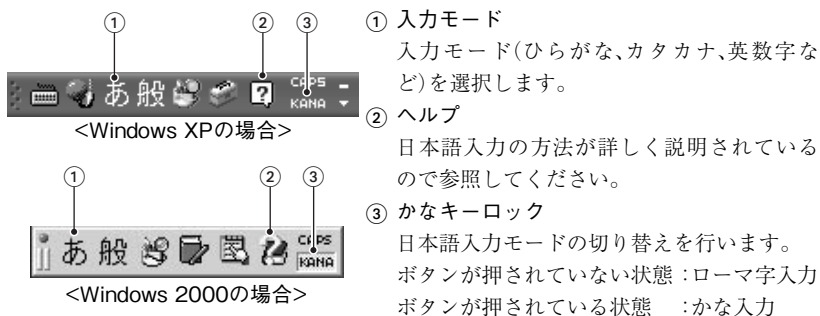 ① ② ③
あ 般 ? CAPS
KANA
<Windows XPの場合>
① ② ③
あ 般 CAPS
KANA
<Windows 2000の場合>
① 入力モード
入力モード(ひらがな、カタカナ、英数字な
ど)を選択します。
② ヘルプ
日本語入力の方法が詳しく説明されている
ので参照してください。
③ かなキーロック
日本語入力モードの切り替えを行います。
ボタンが押されていない状態:ローマ字入力
ボタンが押されている状態 :かな入力